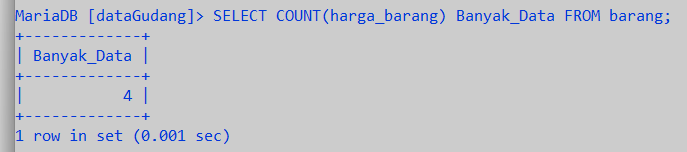 MariaDB [dataGudang]> SELECT COUNT(harga_barang) Banyak_Data FROM barang;
+-------------+
| Banyak_Data |
+-------------+
|           4 |
+-------------+
1 row in set (0.001 sec)